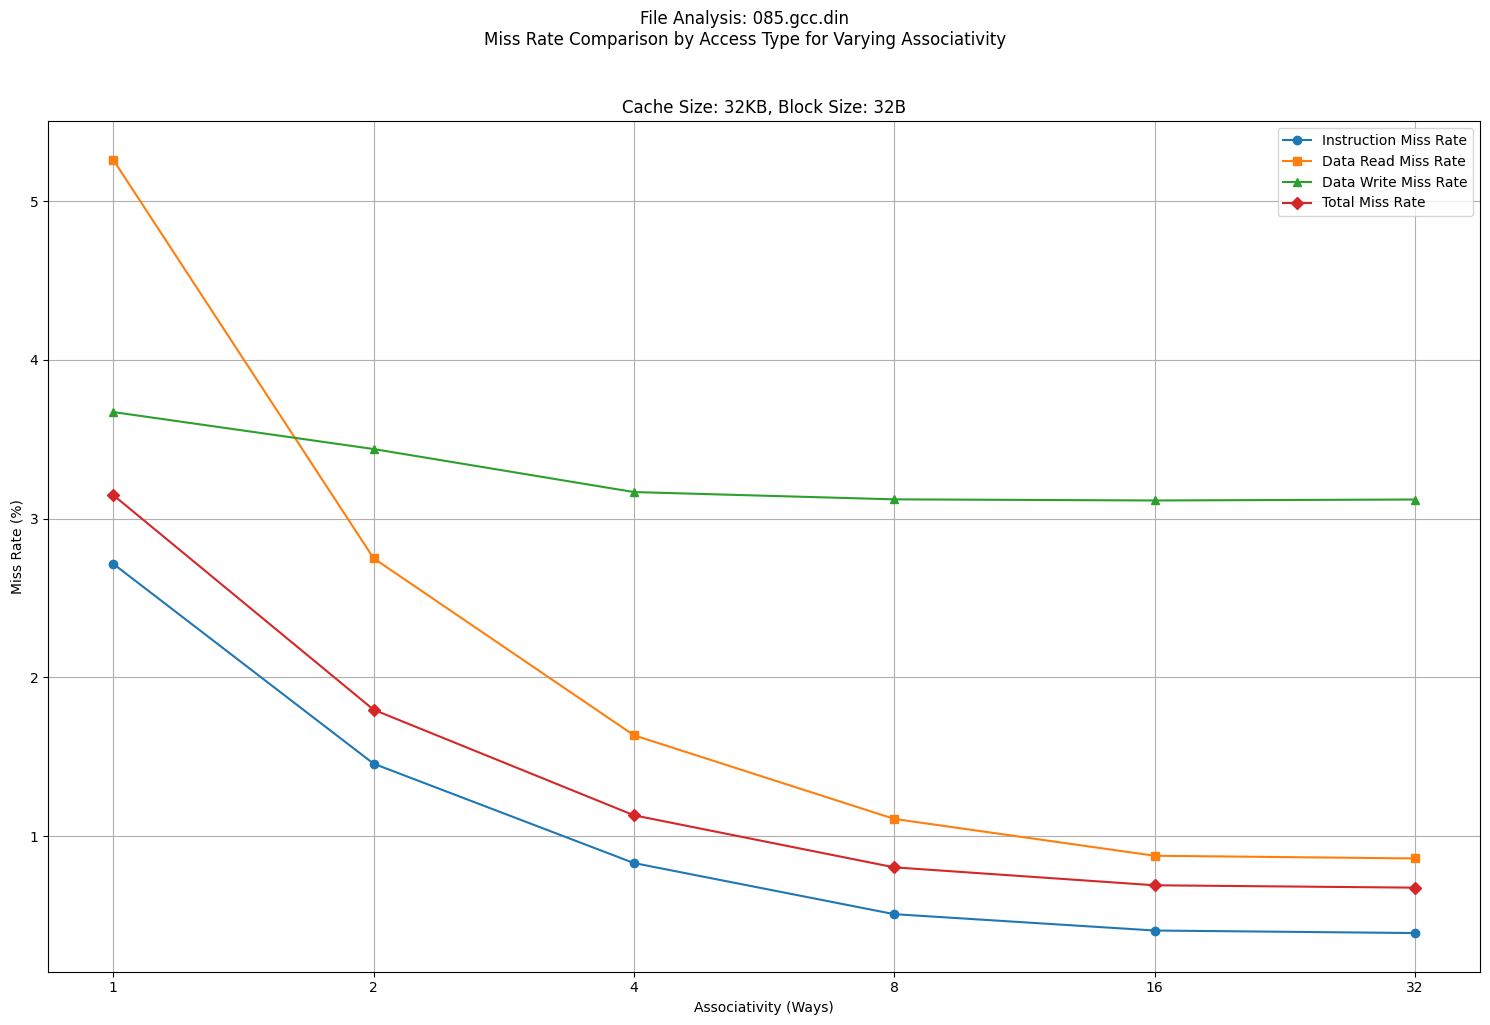 File Analysis: 085.gcc.din
Miss Rate Comparison by Access Type for Varying Associativity
Cache Size: 32KB, Block Size: 32B
Instruction Miss Rate
Data Read Miss Rate
Data Write Miss Rate
Total Miss Rate
Miss Rate (%)
5
4
3
2
1
1 2 4 8 16 32
Associativity (Ways)